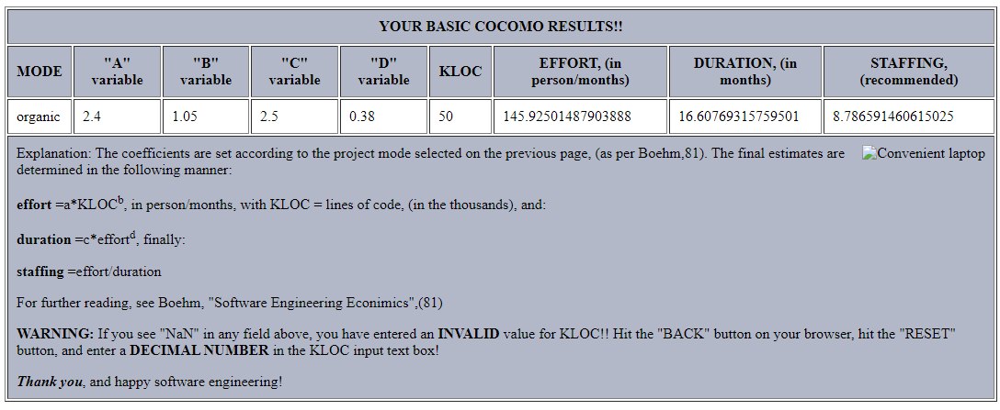 YOUR BASIC COCOMO RESULTS!!
MODE "A" variable "B" variable "C" variable "D" variable KLOC EFFORT, (in person/months) DURATION, (in months) STAFFING, (recommended)
organic 2.4 1.05 2.5 0.38 50 145.92501487903888 16.60769315759501 8.786591460615025
Explanation: The coefficients are set according to the project mode selected on the previous page, (as per Boehm,81). The final estimates are
determined in the following manner:
Convenient laptop
effort =a*KLOCᵇ, in person/months, with KLOC = lines of code, (in the thousands), and:
duration =c*effortᵈ, finally:
staffing =effort/duration
For further reading, see Boehm, "Software Engineering Econimics",(81)
WARNING: If you see "NaN" in any field above, you have entered an INVALID value for KLOC!! Hit the "BACK" button on your browser, hit the "RESET"
button, and enter a DECIMAL NUMBER in the KLOC input text box!
Thank you, and happy software engineering!